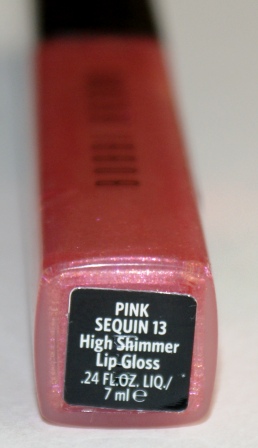 PINK
SEQUIN 13
High Shimmer
Lip Gloss
.24 FL.OZ. LIQ./
7 ml ℮